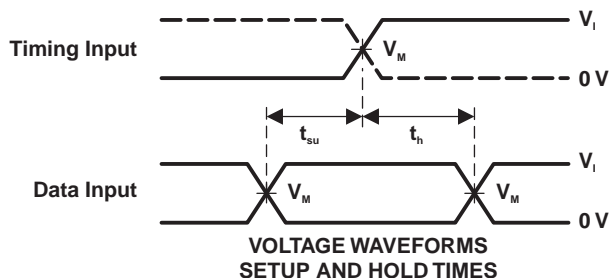 V_I
Timing Input
V_M
0 V
t_su t_h
V_I
Data Input
V_M V_M
0 V
VOLTAGE WAVEFORMS
SETUP AND HOLD TIMES